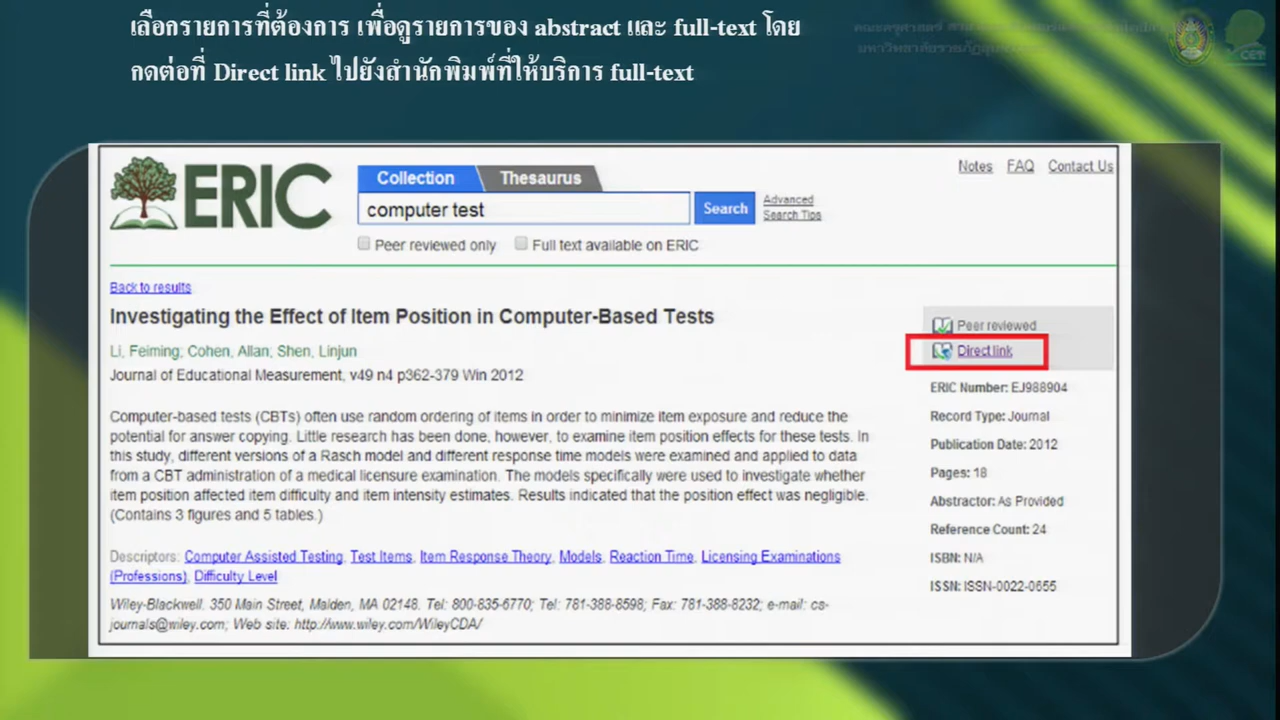 เลือกรายการที่ต้องการ เพื่อดูรายการของ abstract และ full-text โดย
กดต่อที่ Direct link ไปยังสำนักพิมพ์ที่ให้บริการ full-text
ERIC
Collection
Thesaurus
Notes FAQ Contact Us
computer test
Search
Advanced
Search Tips
Peer reviewed only
Full text available on ERIC
Back to results
Investigating the Effect of Item Position in Computer-Based Tests
Li, Feiming; Cohen, Allan; Shen, Linjun
Journal of Educational Measurement, v49 n4 p362-379 Win 2012
Computer-based tests (CBTs) often use random ordering of items in order to minimize item exposure and reduce the
potential for answer copying. Little research has been done, however, to examine item position effects for these tests. In
this study, different versions of a Rasch model and different response time models were examined and applied to data
from a CBT administration of a medical licensure examination. The models specifically were used to investigate whether
item position affected item difficulty and item intensity estimates. Results indicated that the position effect was negligible.
(Contains 3 figures and 5 tables.)
Descriptors: Computer Assisted Testing, Test Items, Item Response Theory, Models, Reaction Time, Licensing Examinations
(Professions), Difficulty Level
Wiley-Blackwell. 350 Main Street, Malden, MA 02148. Tel: 800-835-6770; Tel: 781-388-8598; Fax: 781-388-8232; e-mail: cs-
journals@wiley.com; Web site: http://www.wiley.com/WileyCDA/
Peer reviewed
Direct link
ERIC Number: EJ988904
Record Type: Journal
Publication Date: 2012
Pages: 18
Abstractor: As Provided
Reference Count: 24
ISBN: N/A
ISSN: ISSN-0022-0655